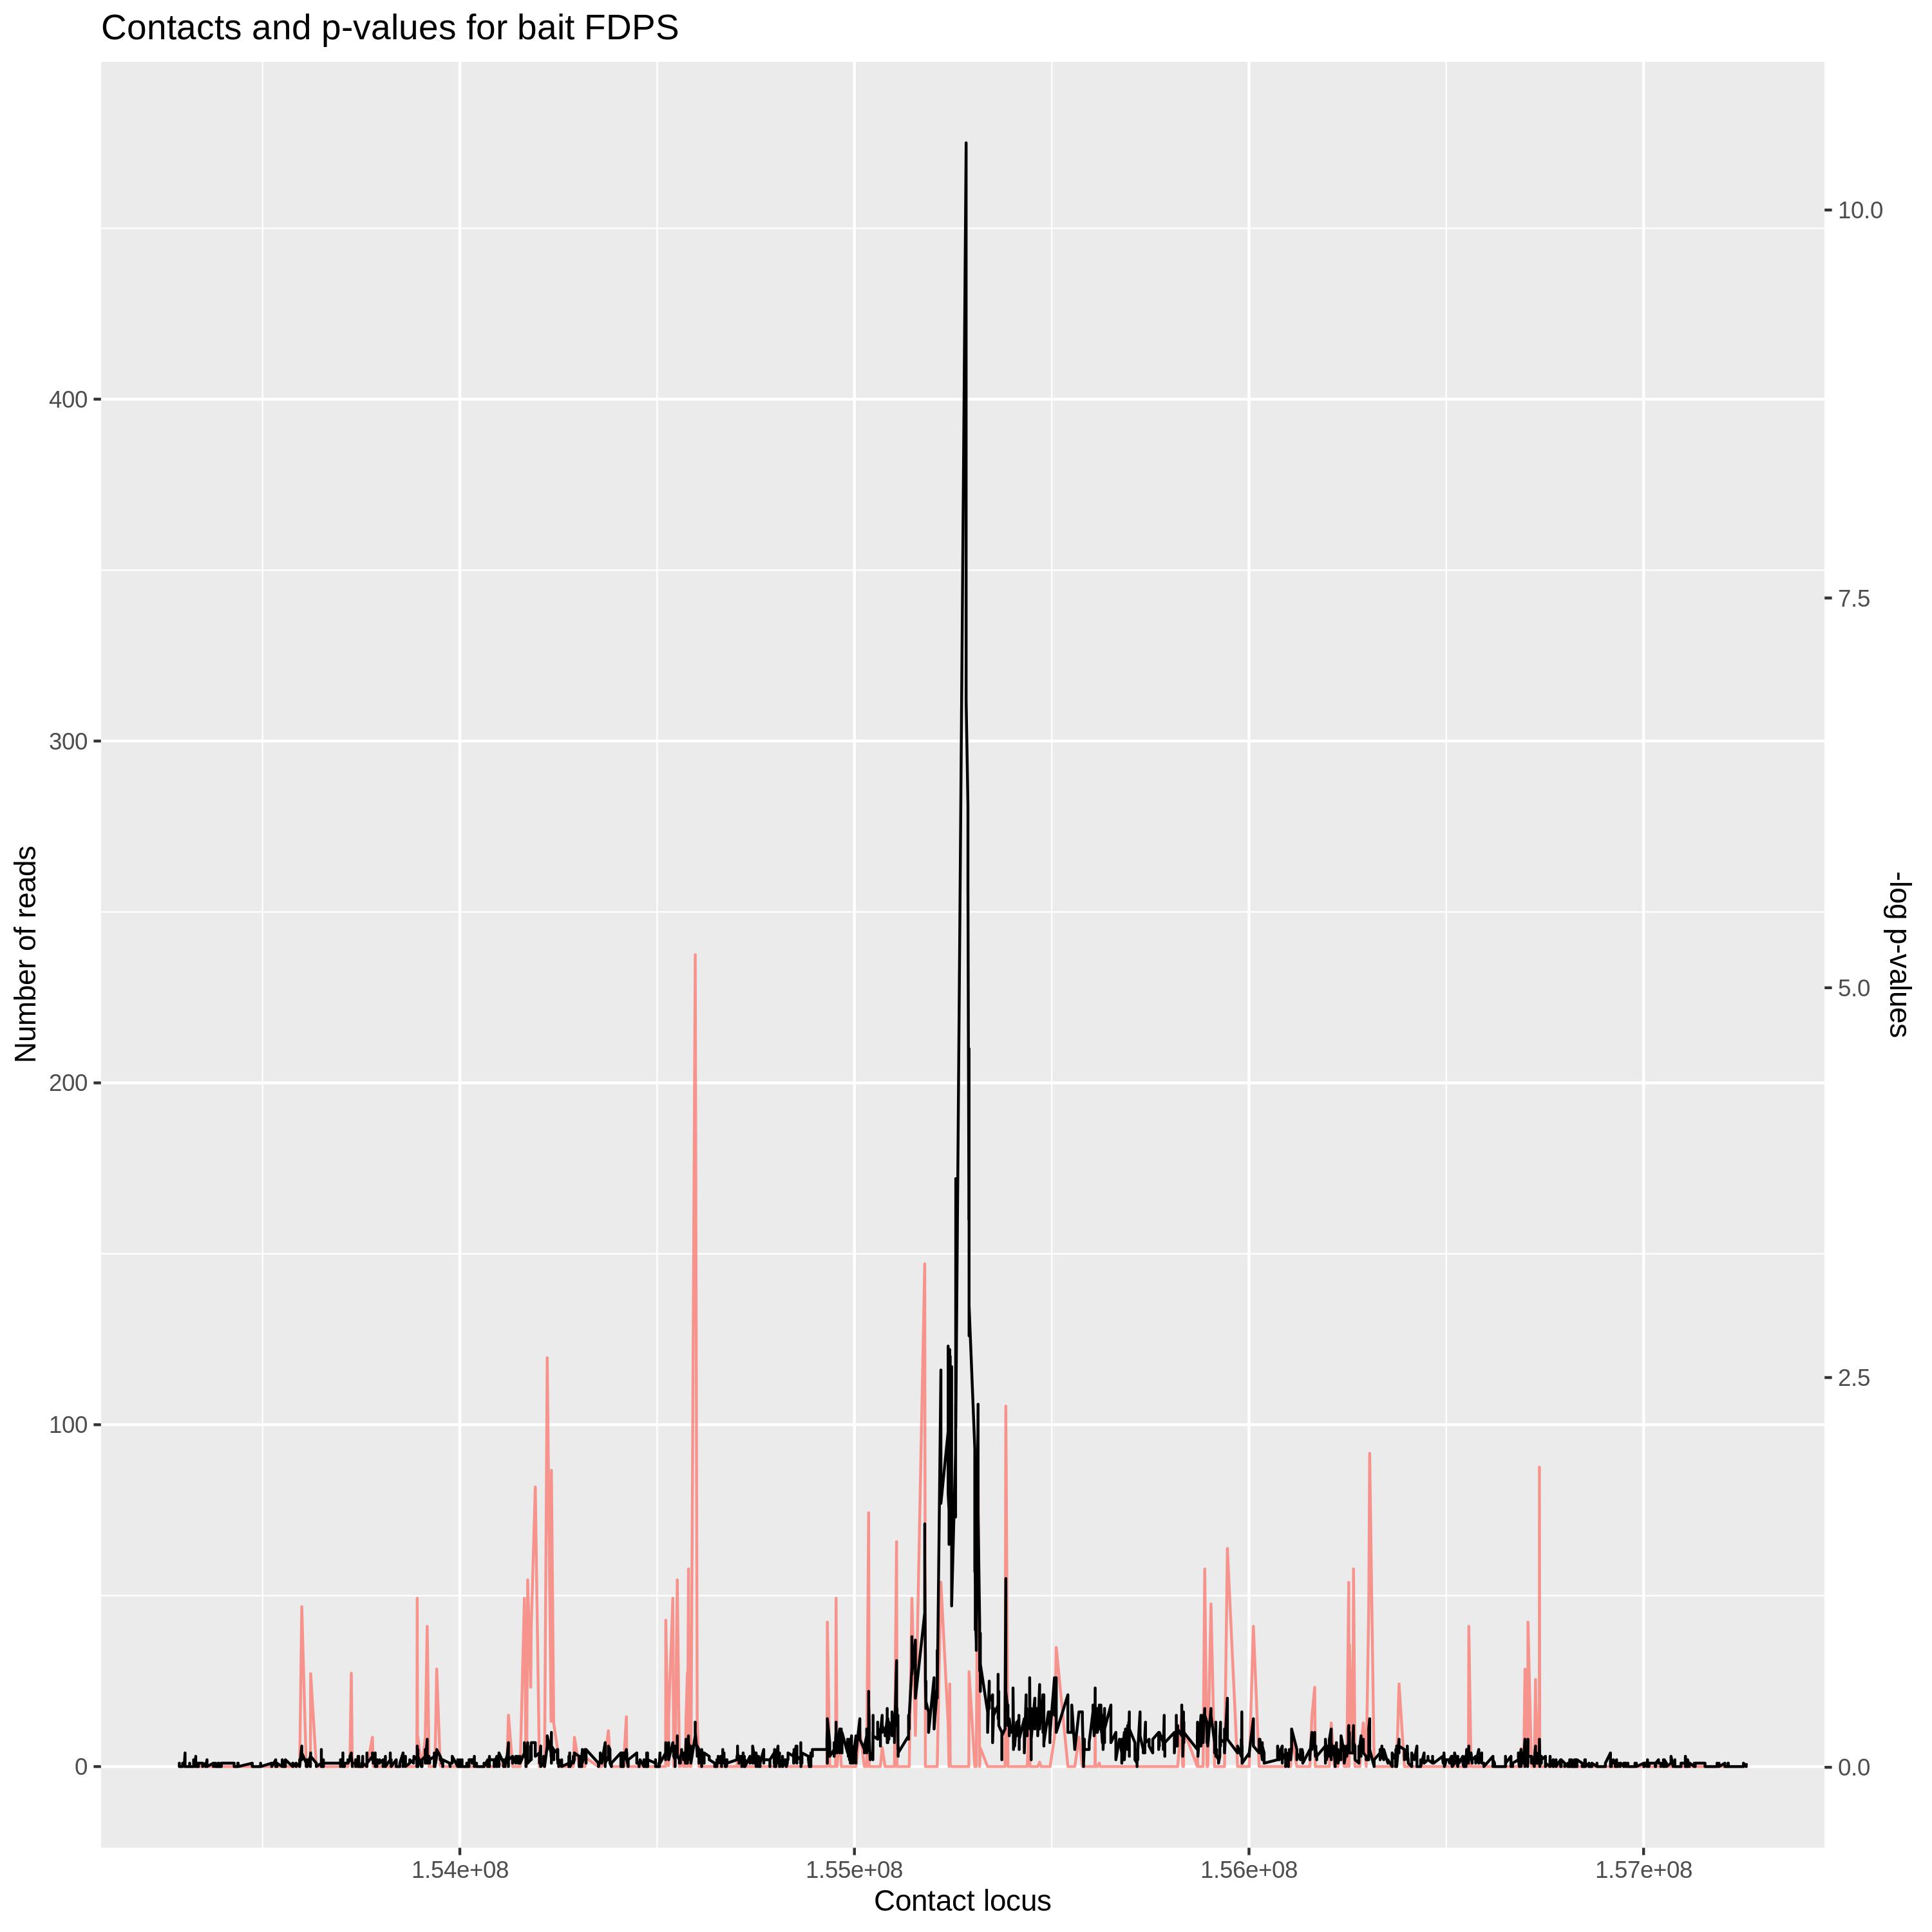 Contacts and p-values for bait FDPS
Number of reads
400
300
200
100
0
10.0
7.5
5.0
2.5
0.0
-log p-values
1.54e+08
1.55e+08
1.56e+08
1.57e+08
Contact locus